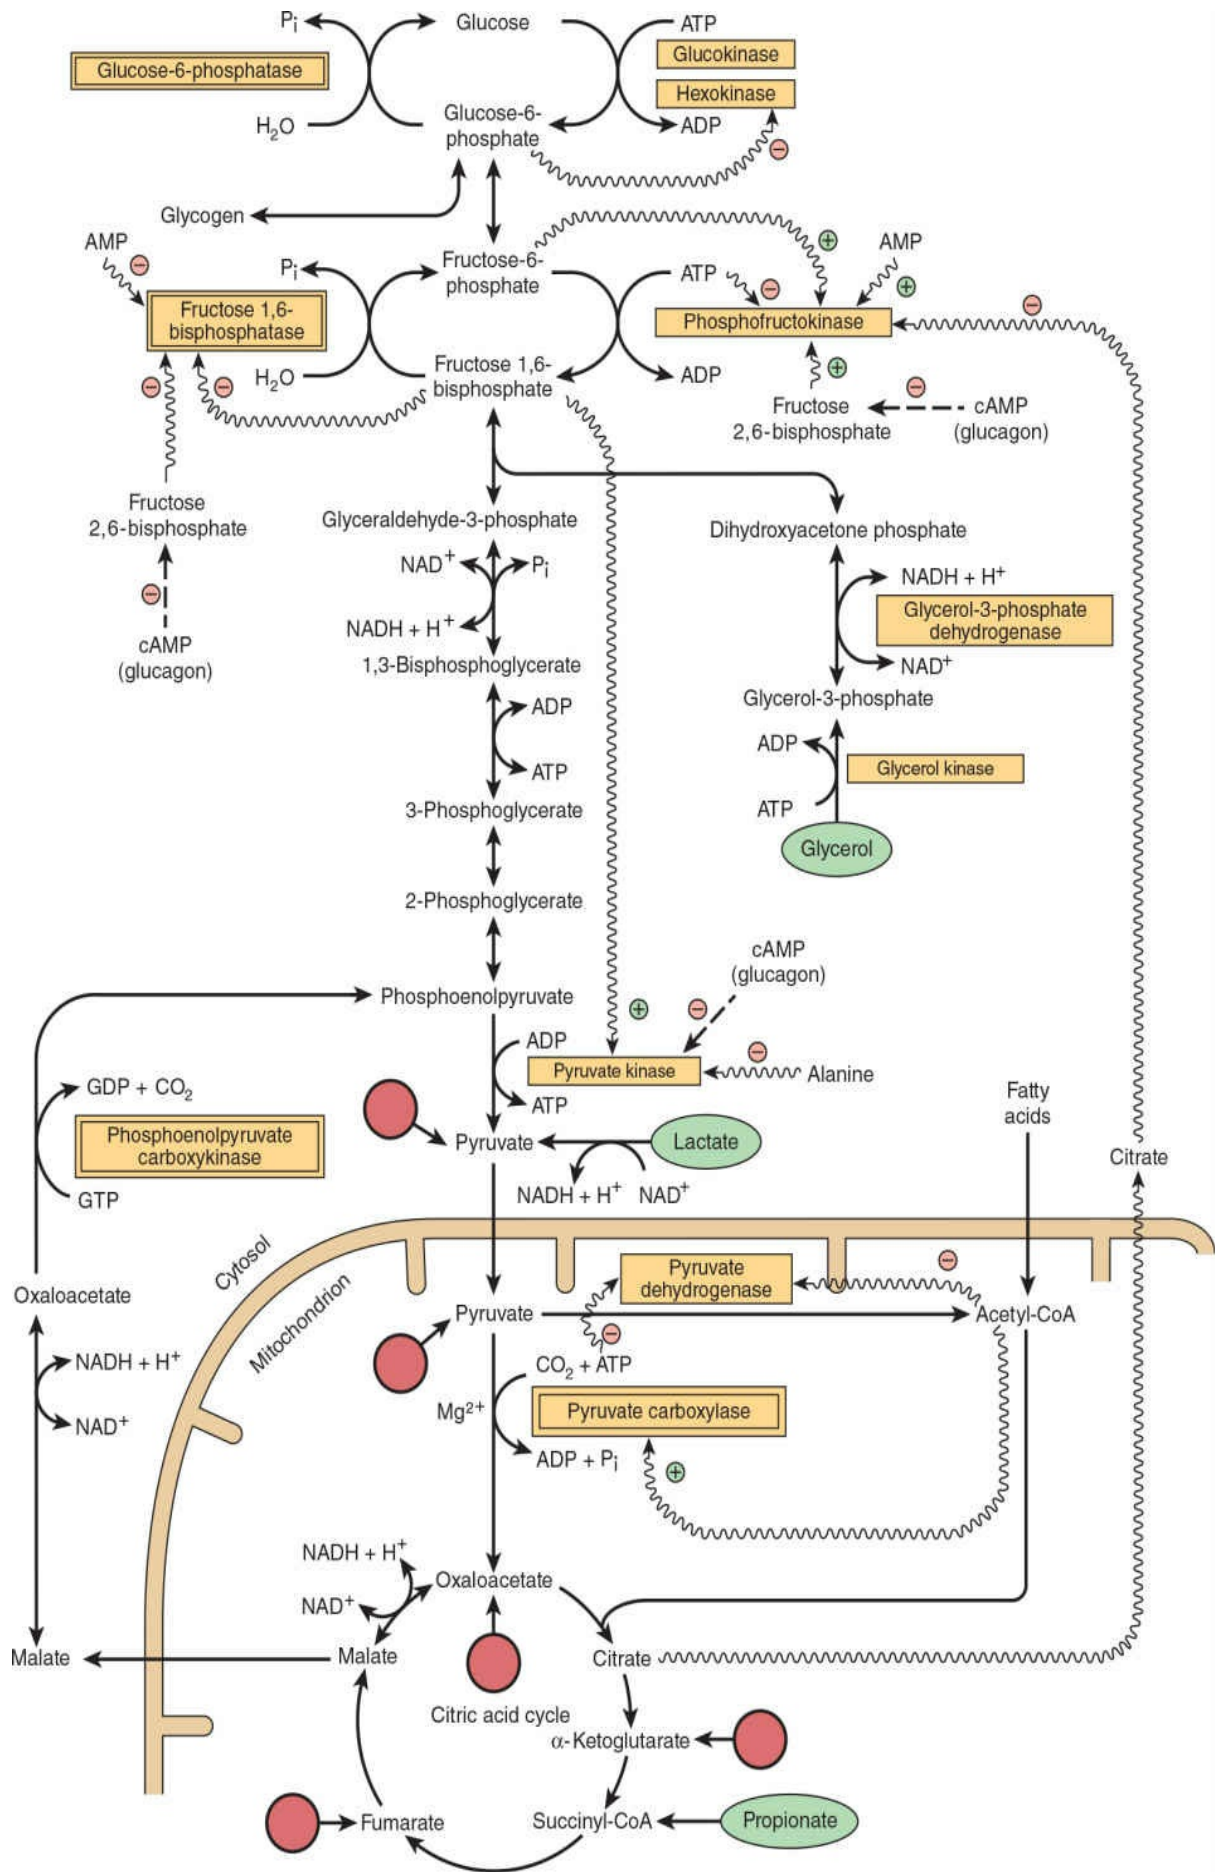 Pi
Glucose
ATP
Glucose-6-phosphatase
Glucokinase
Hexokinase
H2O
Glucose-6-
phosphate
ADP
−
Glycogen
AMP
−
Pi
Fructose-6-
phosphate
ATP
−
+
AMP
+
−
Fructose 1,6-
bisphosphatase
Phosphofructokinase
H2O
Fructose 1,6-
bisphosphate
ADP
+
−
−
−
Fructose
2,6-bisphosphate
cAMP
(glucagon)
Fructose
2,6-bisphosphate
Glyceraldehyde-3-phosphate
Dihydroxyacetone phosphate
NAD+
Pi
NADH + H+
−
Glycerol-3-phosphate
dehydrogenase
NADH + H+
cAMP
(glucagon)
1,3-Bisphosphoglycerate
NAD+
Glycerol-3-phosphate
ADP
ADP
Glycerol kinase
ATP
ATP
3-Phosphoglycerate
Glycerol
2-Phosphoglycerate
cAMP
(glucagon)
Phosphoenolpyruvate
+
−
ADP
−
Pyruvate kinase
Alanine
GDP + CO2
ATP
Fatty
acids
Phosphoenolpyruvate
carboxykinase
Pyruvate
Lactate
Citrate
GTP
NADH + H+
NAD+
Cytosol
Mitochondrion
Pyruvate
dehydrogenase
−
Oxaloacetate
Pyruvate
Acetyl-CoA
−
NADH + H+
CO2 + ATP
Mg2+
Pyruvate carboxylase
NAD+
ADP + Pi
+
NADH + H+
Oxaloacetate
NAD+
Malate
Malate
Citrate
Citric acid cycle
α-Ketoglutarate
Fumarate
Succinyl-CoA
Propionate